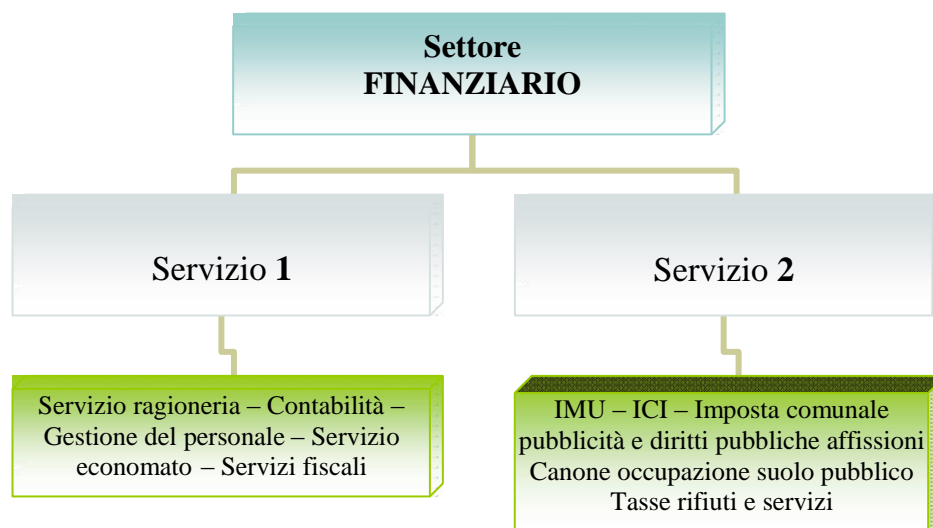 Settore
FINANZIARIO
Servizio 1
Servizio 2
Servizio ragioneria – Contabilità –
Gestione del personale – Servizio
economato – Servizi fiscali
IMU – ICI – Imposta comunale
pubblicità e diritti pubbliche affissioni
Canone occupazione suolo pubblico
Tasse rifiuti e servizi